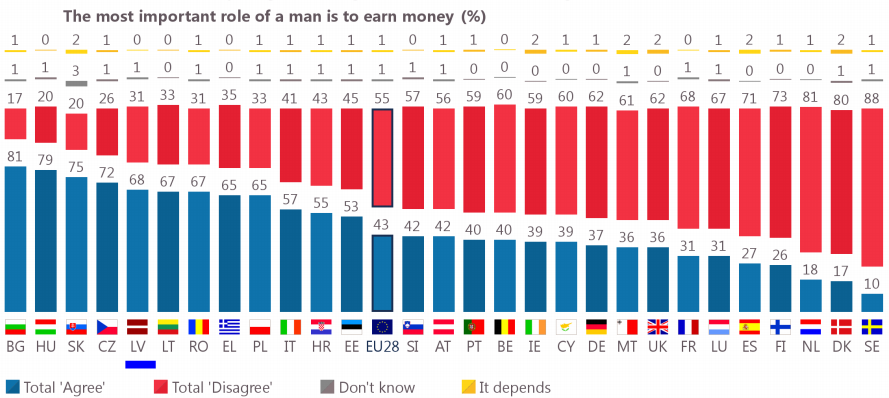 The most important role of a man is to earn money (%)
1 0 2 1 0 0 0 0 1 1 1 1 1 0 1 1 0 2 1 1 2 2 0 1 2 1 1 2 1
1 1 3 1 1 0 1 0 1 1 1 1 1 1 1 0 0 0 0 0 1 0 1 1 0 0 0 1 1
17 20 20 26 31 33 31 35 33 41 43 45 55 57 56 59 60 59 60 62 61 62 68 67 71 73 81 80 88
81 79 75 72 68 67 67 65 65 57 55 53 43 42 42 40 40 39 39 37 36 36 31 31 27 26 18 17 10
BG HU SK CZ LV LT RO EL PL IT HR EE EU28 SI AT PT BE IE CY DE MT UK FR LU ES FI NL DK SE
Total 'Agree' Total 'Disagree' Don't know It depends